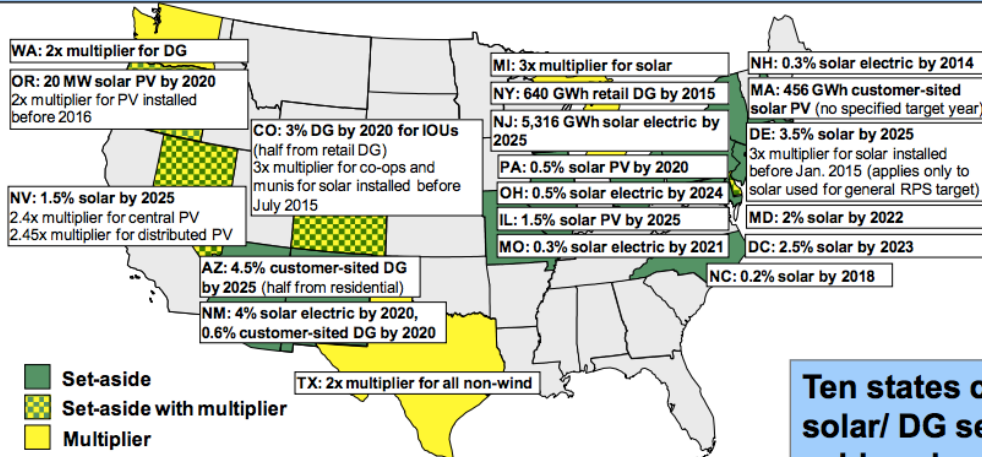 WA: 2x multiplier for DG
OR: 20 MW solar PV by 2020
2x multiplier for PV installed
before 2016
CO: 3% DG by 2020 for IOUs
(half from retail DG)
3x multiplier for co-ops and
munis for solar installed before
July 2015
NV: 1.5% solar by 2025
2.4x multiplier for central PV
2.45x multiplier for distributed PV
AZ: 4.5% customer-sited DG
by 2025 (half from residential)
NM: 4% solar electric by 2020,
0.6% customer-sited DG by 2020
TX: 2x multiplier for all non-wind
MI: 3x multiplier for solar
NY: 640 GWh retail DG by 2015
NJ: 5,316 GWh solar electric by
2025
PA: 0.5% solar PV by 2020
OH: 0.5% solar electric by 2024
IL: 1.5% solar PV by 2025
MO: 0.3% solar electric by 2021
NH: 0.3% solar electric by 2014
MA: 456 GWh customer-sited
solar PV (no specified target year)
DE: 3.5% solar by 2025
3x multiplier for solar installed
before Jan. 2015 (applies only to
solar used for general RPS target)
MD: 2% solar by 2022
DC: 2.5% solar by 2023
NC: 0.2% solar by 2018
Set-aside
Set-aside with multiplier
Multiplier
Ten states
solar/ DG